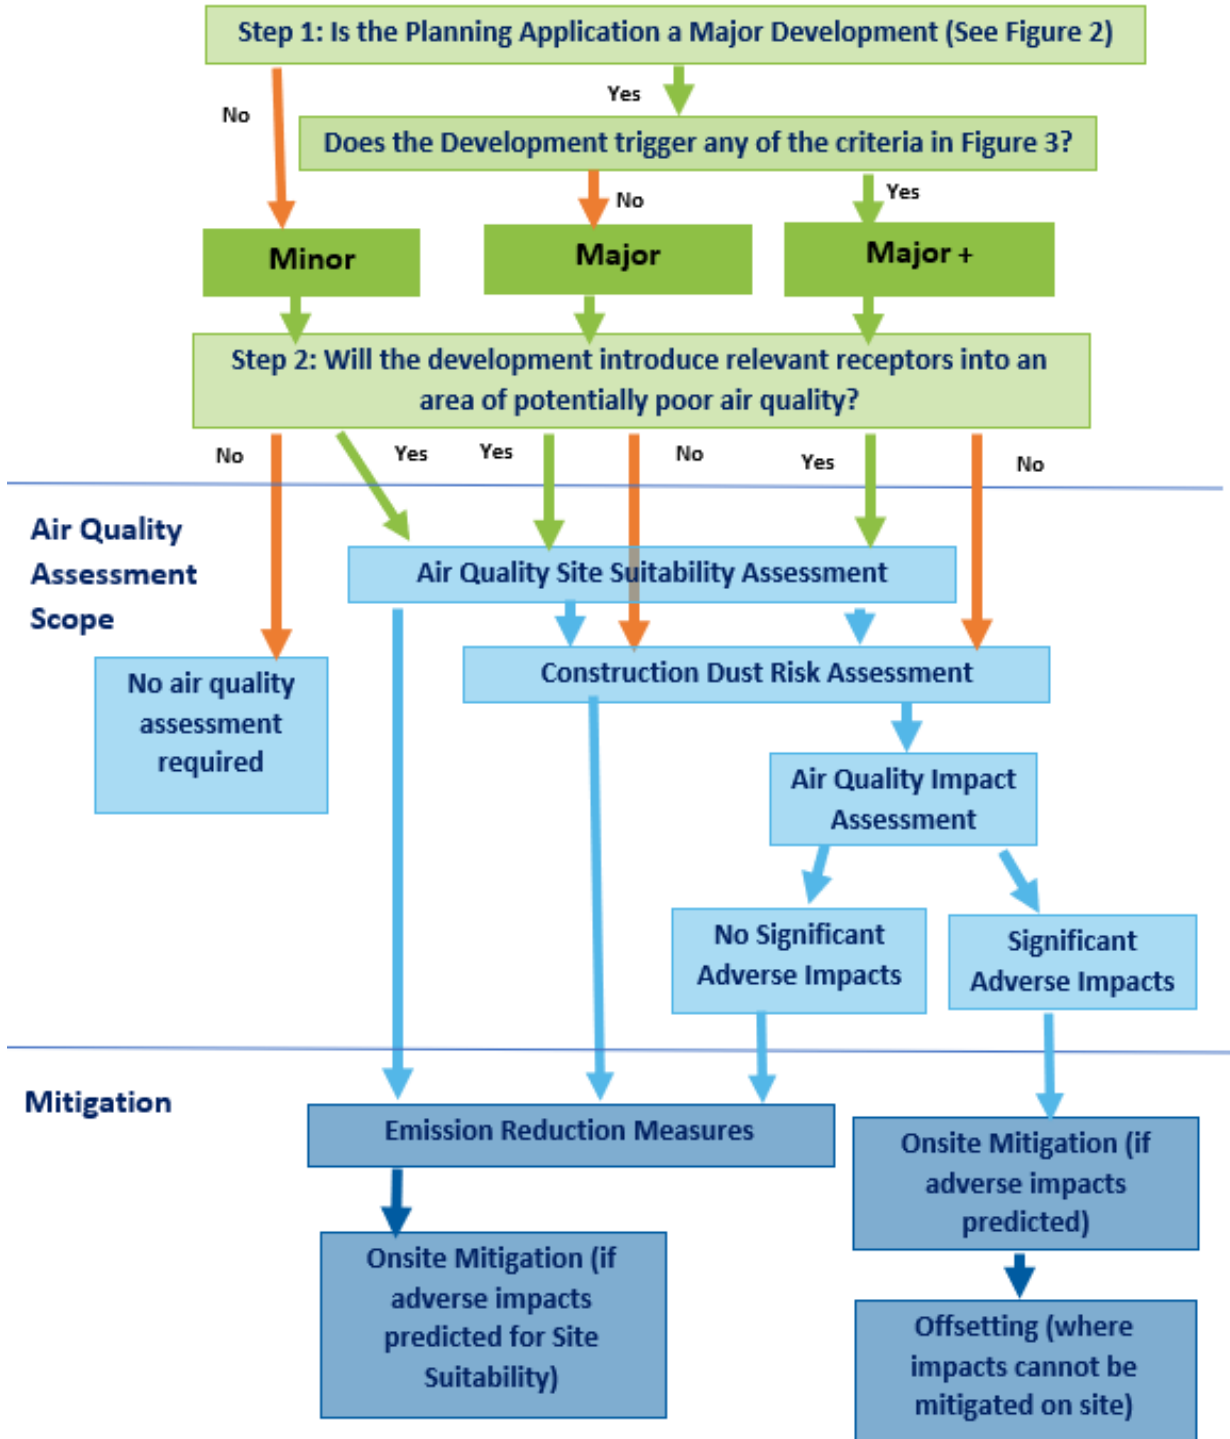 Step 1: Is the Planning Application a Major Development (See Figure 2)
No
Yes
Does the Development trigger any of the criteria in Figure 3?
No
Yes
Minor
Major
Major +
Step 2: Will the development introduce relevant receptors into an
area of potentially poor air quality?
No
Yes
Yes
No
Yes
No
Air Quality
Assessment
Scope
Air Quality Site Suitability Assessment
No air quality
assessment
required
Construction Dust Risk Assessment
Air Quality Impact
Assessment
No Significant
Adverse Impacts
Significant
Adverse Impacts
Mitigation
Emission Reduction Measures
Onsite Mitigation (if
adverse impacts
predicted)
Onsite Mitigation (if
adverse impacts
predicted for Site
Suitability)
Offsetting (where
impacts cannot be
mitigated on site)